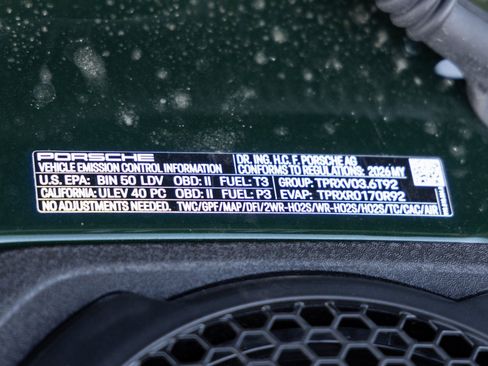 PORSCHE
DR. ING. H.C. F. PORSCHE AG
VEHICLE EMISSION CONTROL INFORMATION
CONFORMS TO REGULATIONS: 2026 MY
U.S. EPA: BIN 50 LDV OBD: II FUEL: T3 GROUP: TPRXV03.6T92
CALIFORNIA: ULEV 40 PC OBD: II FUEL: P3 EVAP: TPRXR0170R92
NO ADJUSTMENTS NEEDED. TWC/GPF/MAP/DFI/2WR-HO2S/WR-HO2S/HO2S/TC/CAC/AIR